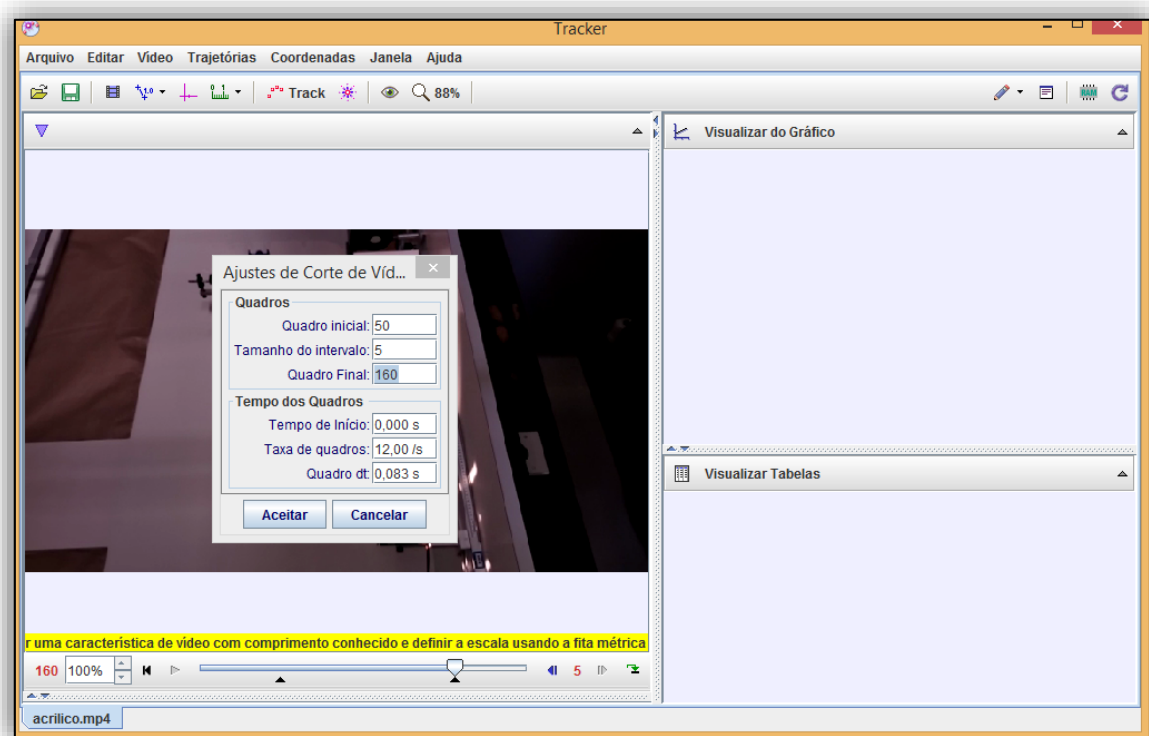 Tracker
Arquivo Editar Vídeo Trajetórias Coordenadas Janela Ajuda
Track 88%
Visualizar do Gráfico
Ajustes de Corte de Víd...
Quadros
Quadro inicial: 50
Tamanho do intervalo: 5
Quadro Final: 160
Tempo dos Quadros
Tempo de Início: 0,000 s
Taxa de quadros: 12,00 /s
Quadro dt: 0,083 s
Aceitar Cancelar
Visualizar Tabelas
r uma característica de vídeo com comprimento conhecido e definir a escala usando a fita métrica
160 100% 5
acrilico.mp4